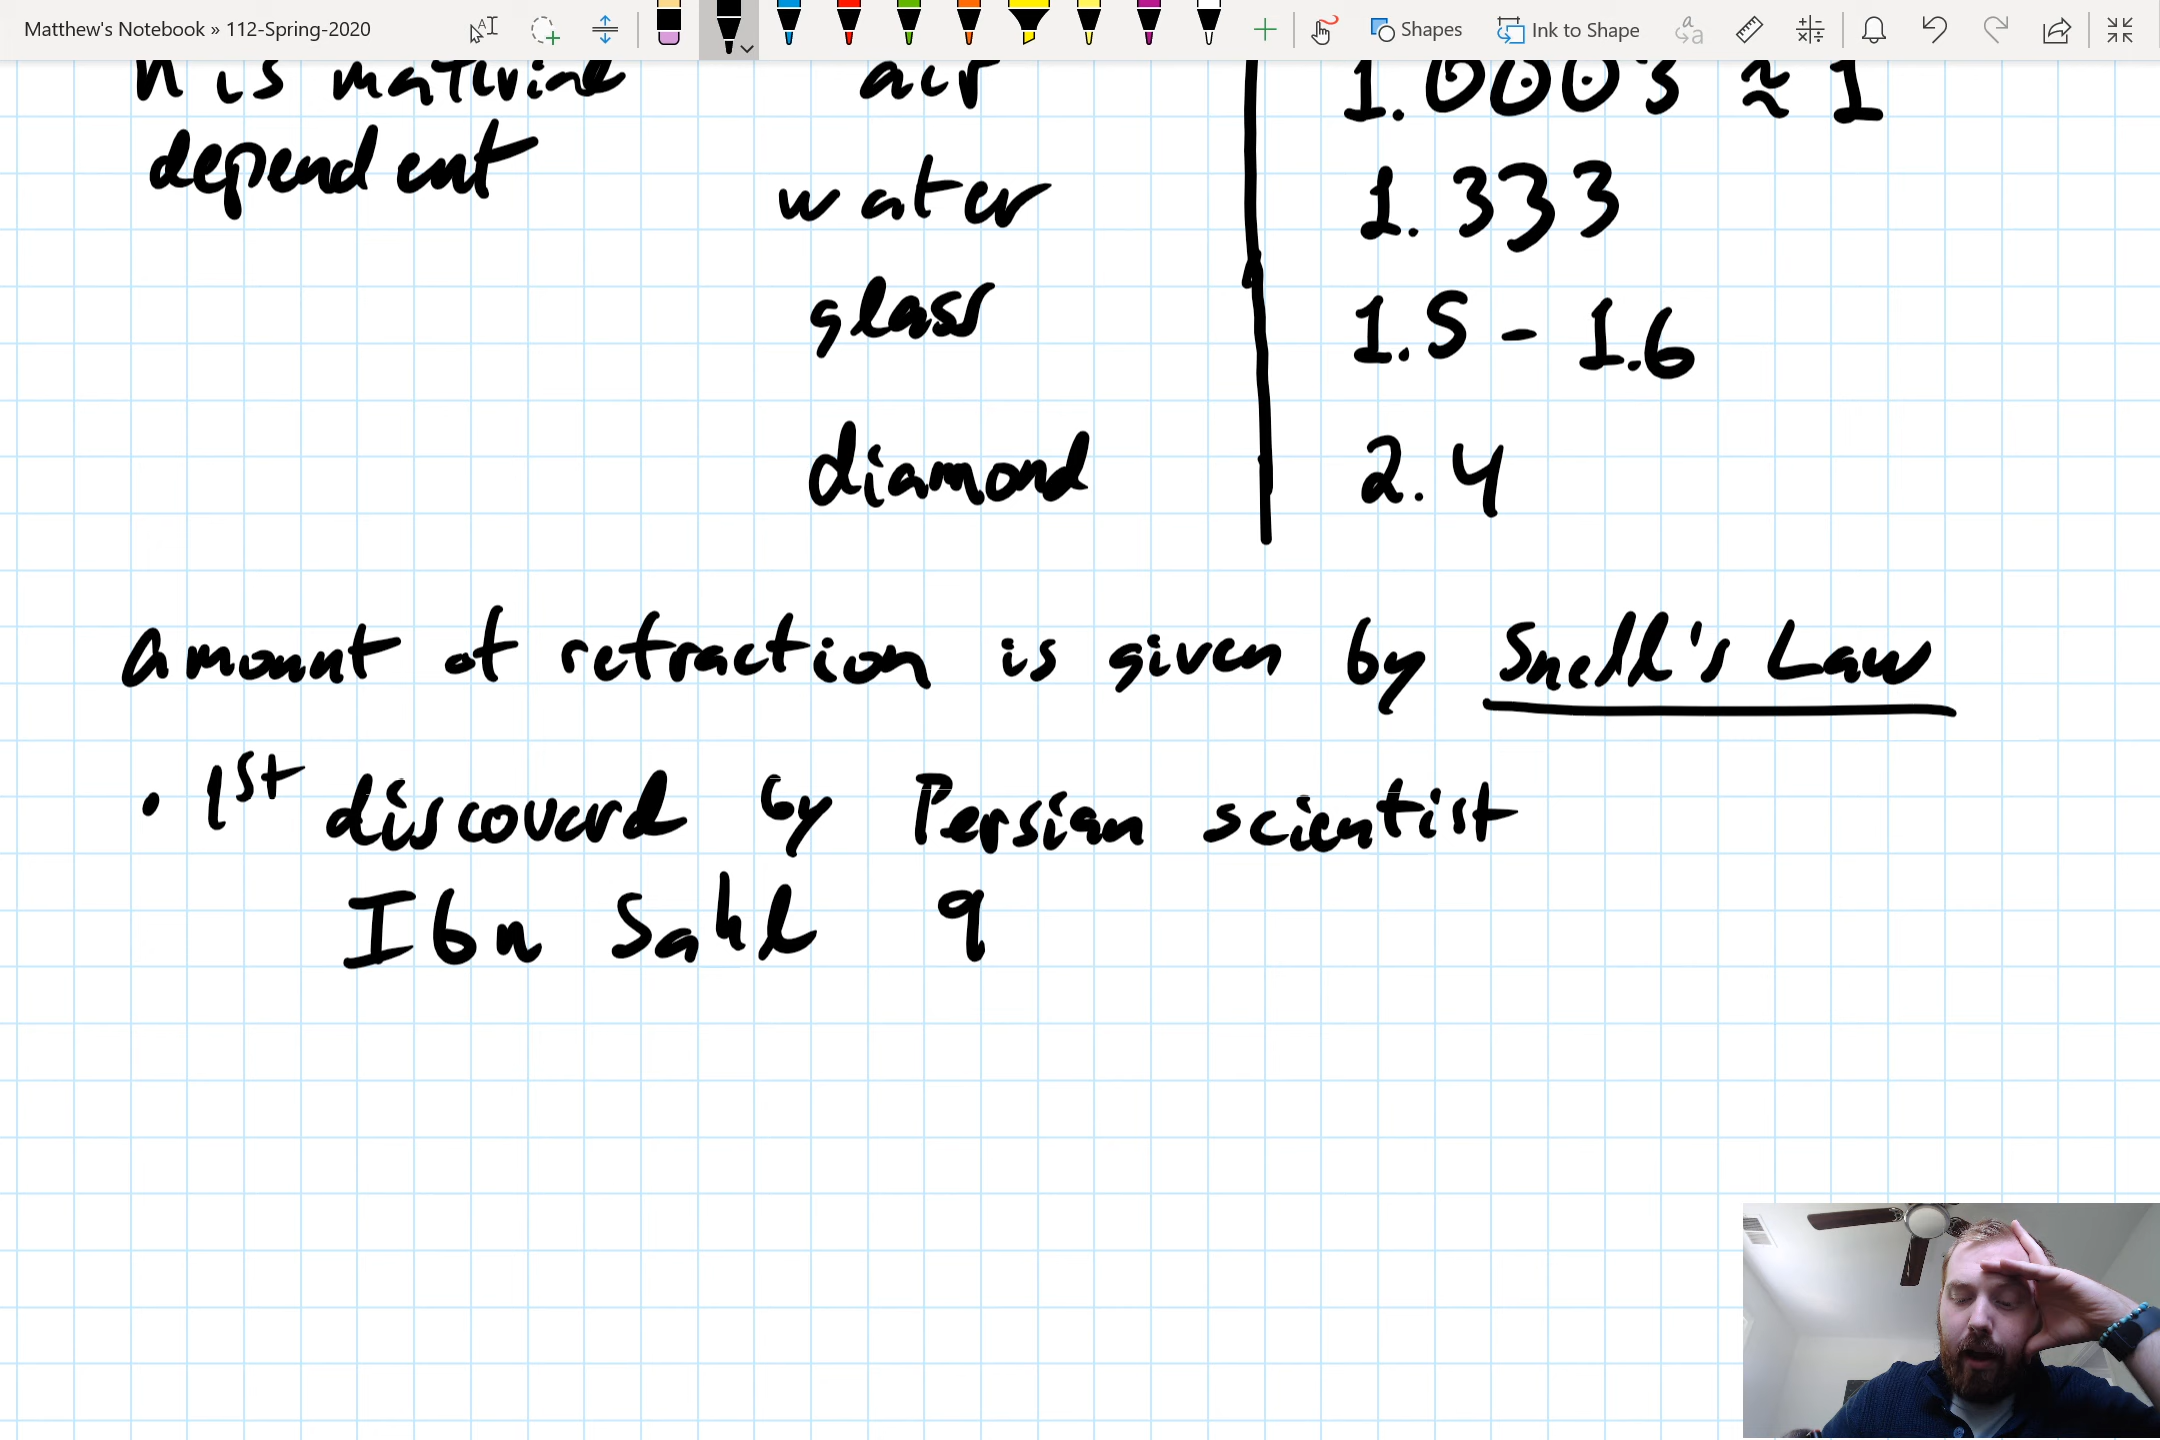 Matthew's Notebook » 112-Spring-2020
Shapes
Ink to Shape
n is material air 1.0003 ≈ 1
dependent
water 1.333
glass 1.5 - 1.6
diamond 2.4
amount of refraction is given by Snell's Law
• 1st discoverd by Persian scientist
Ibn Sahl 9